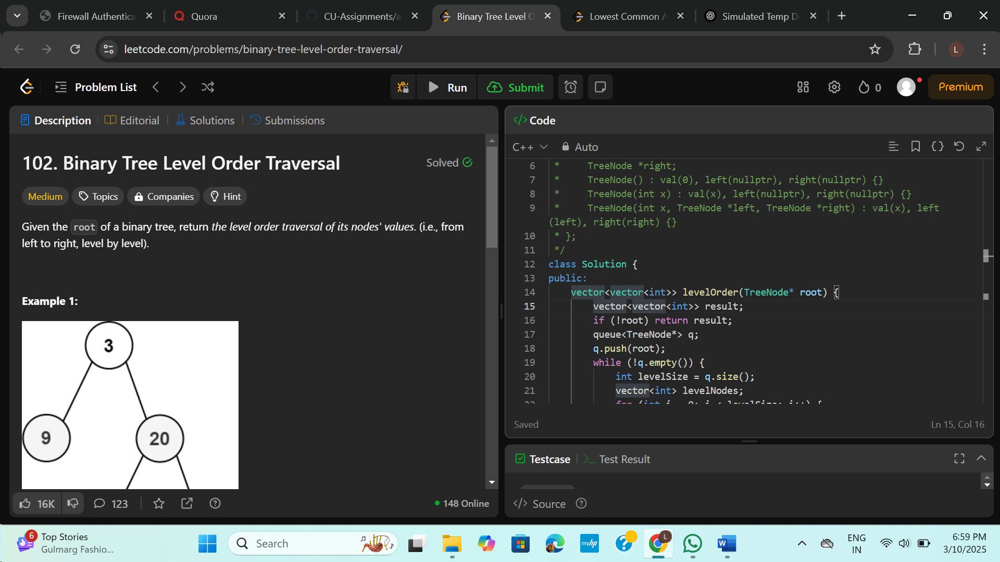 Firewall Authentica
Quora
CU-Assignments/a
Binary Tree Level O
Lowest Common A
Simulated Temp De
leetcode.com/problems/binary-tree-level-order-traversal/
L
Problem List
Run
Submit
0
Premium
Description
Editorial
Solutions
Submissions
102. Binary Tree Level Order Traversal
Solved
Medium
Topics
Companies
Hint
Given the root of a binary tree, return the level order traversal of its nodes' values. (i.e., from
left to right, level by level).
Example 1:
3
9
20
16K
123
148 Online
</> Code
C++
Auto
6 * TreeNode *right;
7 * TreeNode() : val(0), left(nullptr), right(nullptr) {}
8 * TreeNode(int x) : val(x), left(nullptr), right(nullptr) {}
9 * TreeNode(int x, TreeNode *left, TreeNode *right) : val(x), left
(left), right(right) {}
10 * };
11 */
12 class Solution {
13 public:
14 vector<vector<int>> levelOrder(TreeNode* root) {
15 vector<vector<int>> result;
16 if (!root) return result;
17 queue<TreeNode*> q;
18 q.push(root);
19 while (!q.empty()) {
20 int levelSize = q.size();
21 vector<int> levelNodes;
22 for (int i = 0; i < levelSize; i++) {
Saved
Ln 15, Col 16
Testcase
Test Result
</> Source
6
Top Stories
Gulmarg Fashio...
Search
myhp
L
W
ENG
IN
6:59 PM
3/10/2025